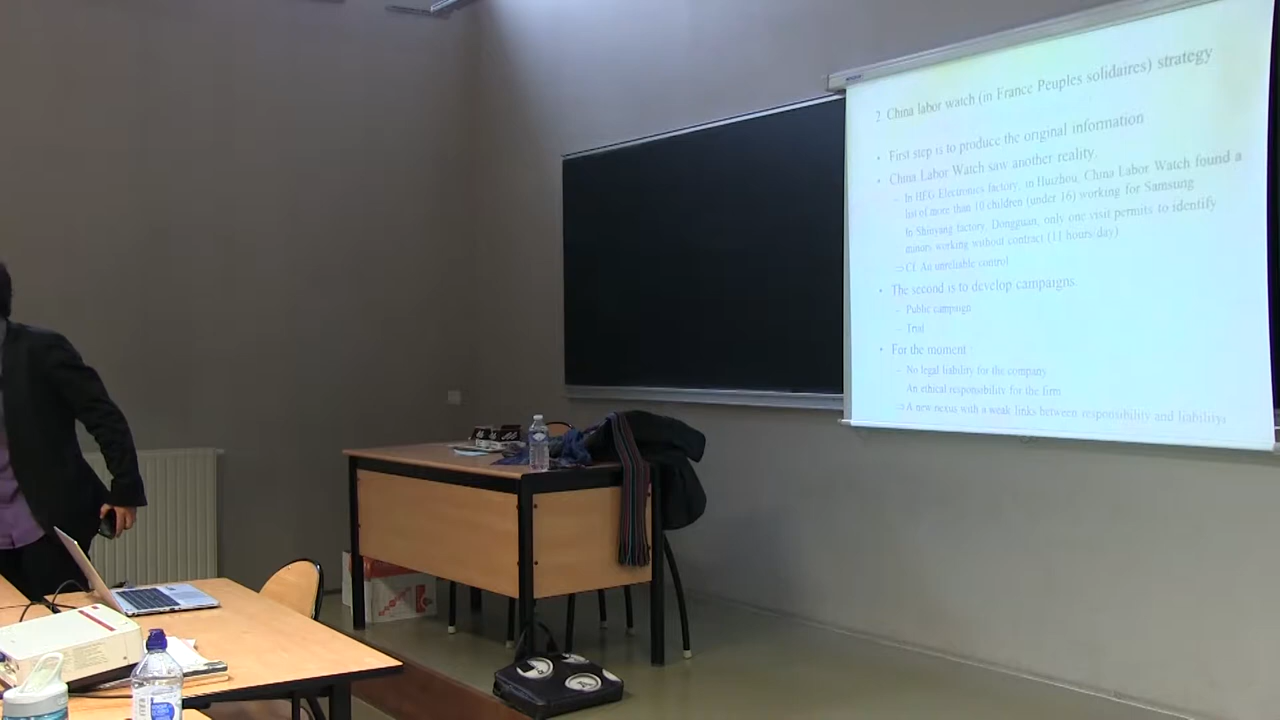 2. China labor watch (in France Peuples solidaires) strategy
• First step is to produce the original information
• China Labor Watch saw another reality.
– In HEG Electronics factory, in Huizhou, China Labor Watch found a
list of more than 10 children (under 16) working for Samsung
In Shinyang factory, Dongguan, only one visit permits to identify
minors working without contract (11 hours/day)
⇒ Cf. An unreliable control
• The second is to develop campaigns.
– Public campaign
– Trial
• For the moment :
– No legal liability for the company
An ethical responsibility for the firm
⇒ A new nexus with a weak links between responsibility and liability